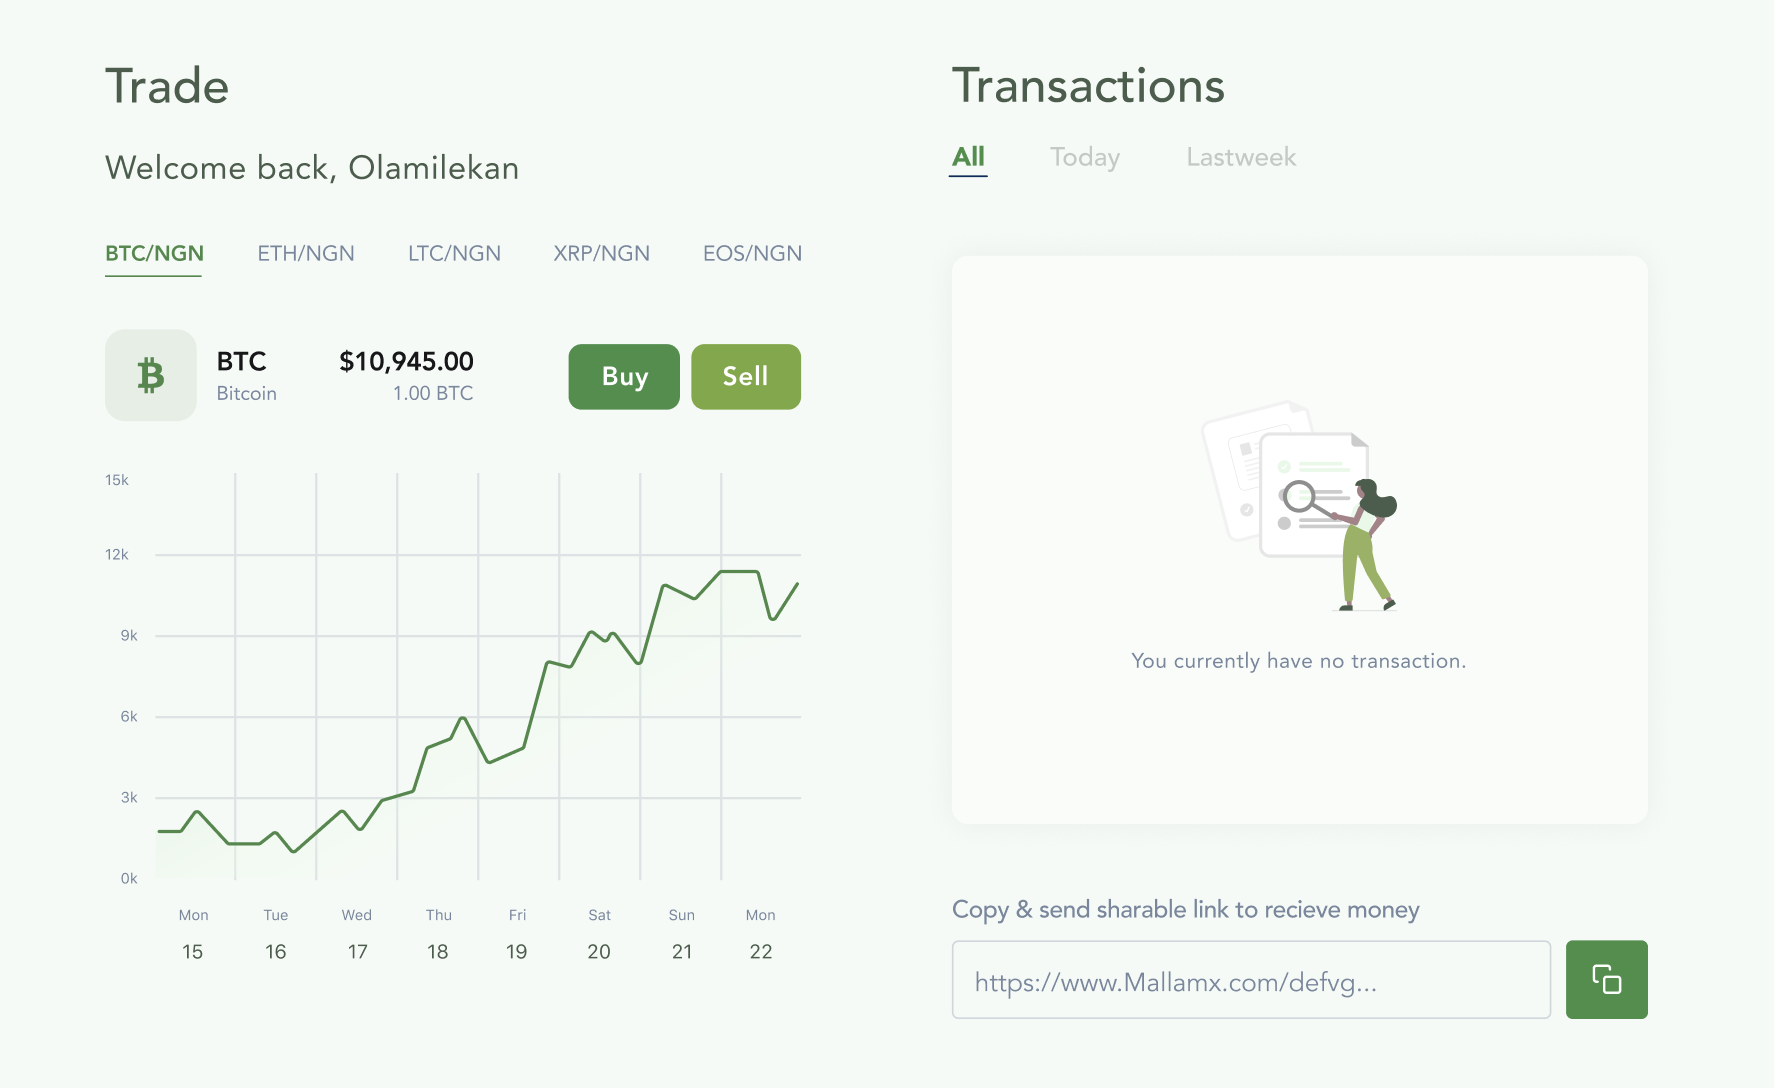 Trade
Welcome back, Olamilekan
BTC/NGN ETH/NGN LTC/NGN XRP/NGN EOS/NGN
BTC $10,945.00 Buy Sell
Bitcoin 1.00 BTC
15k
12k
9k
6k
3k
0k
Mon Tue Wed Thu Fri Sat Sun Mon
15 16 17 18 19 20 21 22
Transactions
All Today Lastweek
You currently have no transaction.
Copy & send sharable link to recieve money
https://www.Mallamx.com/defvg...